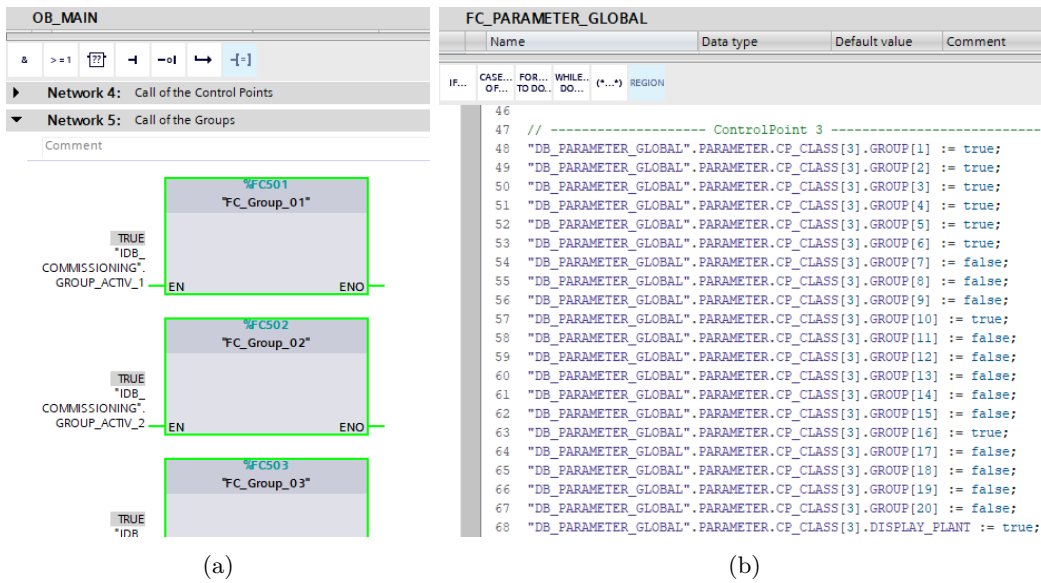 OB_MAIN
& >=1 ?? -o| -[=]
Network 4: Call of the Control Points
Network 5: Call of the Groups
Comment
%FC501
"FC_Group_01"
TRUE
"IDB_
COMMISSIONING".
GROUP_ACTIV_1
EN ENO
%FC502
"FC_Group_02"
TRUE
"IDB_
COMMISSIONING".
GROUP_ACTIV_2
EN ENO
%FC503
"FC_Group_03"
TRUE
"IDB_
(a)
FC_PARAMETER_GLOBAL
Name Data type Default value Comment
IF... CASE... FOR... WHILE.. (*...*) REGION
OF... TO DO.. DO...
46
47 // --------------------- ControlPoint 3 ---------------------------
48 "DB_PARAMETER_GLOBAL".PARAMETER.CP_CLASS[3].GROUP[1] := true;
49 "DB_PARAMETER_GLOBAL".PARAMETER.CP_CLASS[3].GROUP[2] := true;
50 "DB_PARAMETER_GLOBAL".PARAMETER.CP_CLASS[3].GROUP[3] := true;
51 "DB_PARAMETER_GLOBAL".PARAMETER.CP_CLASS[3].GROUP[4] := true;
52 "DB_PARAMETER_GLOBAL".PARAMETER.CP_CLASS[3].GROUP[5] := true;
53 "DB_PARAMETER_GLOBAL".PARAMETER.CP_CLASS[3].GROUP[6] := true;
54 "DB_PARAMETER_GLOBAL".PARAMETER.CP_CLASS[3].GROUP[7] := false;
55 "DB_PARAMETER_GLOBAL".PARAMETER.CP_CLASS[3].GROUP[8] := false;
56 "DB_PARAMETER_GLOBAL".PARAMETER.CP_CLASS[3].GROUP[9] := false;
57 "DB_PARAMETER_GLOBAL".PARAMETER.CP_CLASS[3].GROUP[10] := true;
58 "DB_PARAMETER_GLOBAL".PARAMETER.CP_CLASS[3].GROUP[11] := false;
59 "DB_PARAMETER_GLOBAL".PARAMETER.CP_CLASS[3].GROUP[12] := false;
60 "DB_PARAMETER_GLOBAL".PARAMETER.CP_CLASS[3].GROUP[13] := false;
61 "DB_PARAMETER_GLOBAL".PARAMETER.CP_CLASS[3].GROUP[14] := false;
62 "DB_PARAMETER_GLOBAL".PARAMETER.CP_CLASS[3].GROUP[15] := false;
63 "DB_PARAMETER_GLOBAL".PARAMETER.CP_CLASS[3].GROUP[16] := true;
64 "DB_PARAMETER_GLOBAL".PARAMETER.CP_CLASS[3].GROUP[17] := false;
65 "DB_PARAMETER_GLOBAL".PARAMETER.CP_CLASS[3].GROUP[18] := false;
66 "DB_PARAMETER_GLOBAL".PARAMETER.CP_CLASS[3].GROUP[19] := false;
67 "DB_PARAMETER_GLOBAL".PARAMETER.CP_CLASS[3].GROUP[20] := false;
68 "DB_PARAMETER_GLOBAL".PARAMETER.CP_CLASS[3].DISPLAY_PLANT := true;
(b)